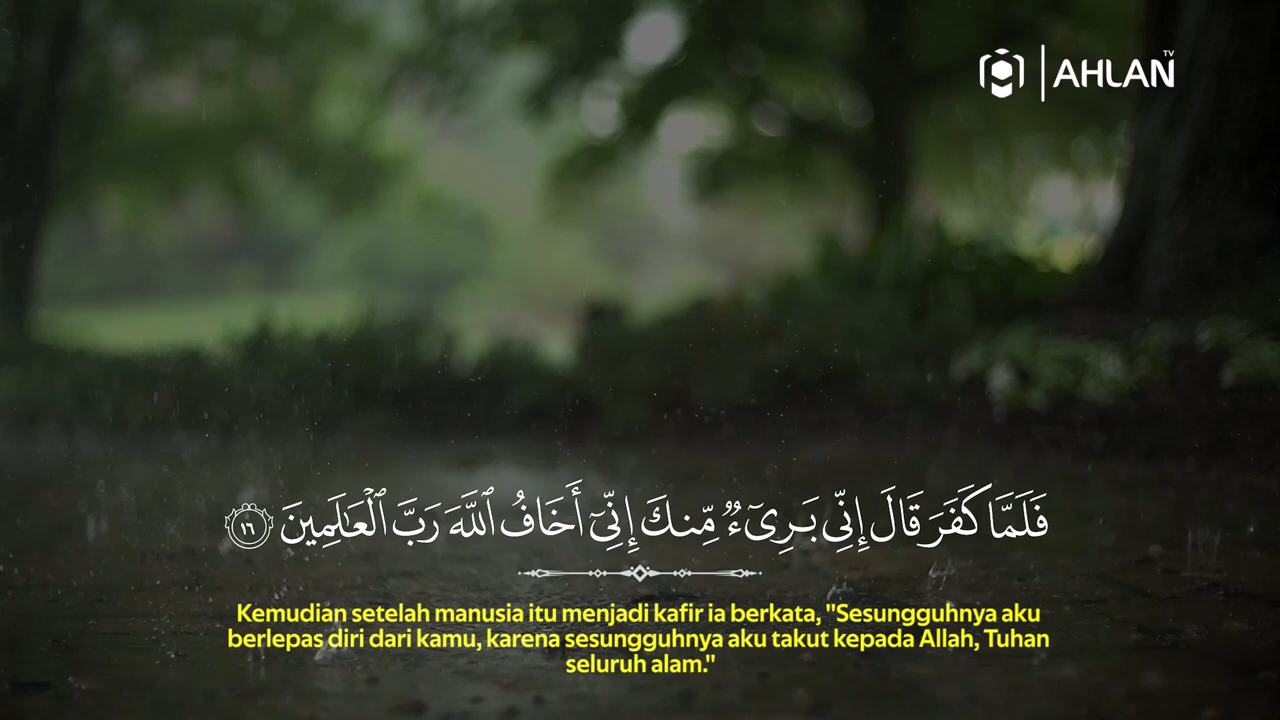 AHLAN TV
فَلَمَّا كَفَرَ قَالَ إِنِّى بَرِىٓءٌ مِّنكَ إِنِّىٓ أَخَافُ ٱللَّهَ رَبَّ ٱلْعَـٰلَمِينَ ١٦
Kemudian setelah manusia itu menjadi kafir ia berkata, "Sesungguhnya aku
berlepas diri dari kamu, karena sesungguhnya aku takut kepada Allah, Tuhan
seluruh alam."